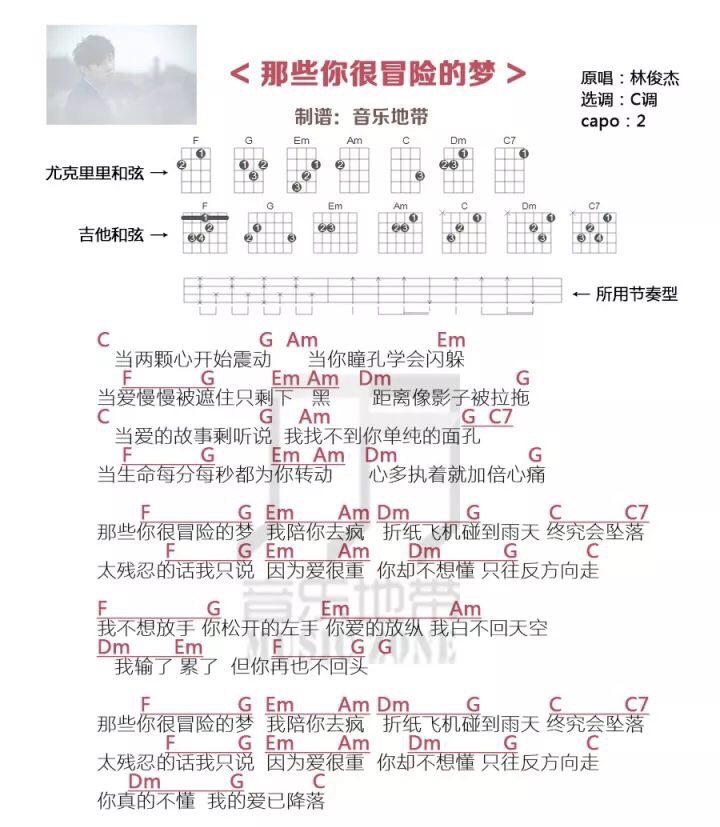 < 那些你很冒险的梦 >
原唱：林俊杰
选调：C调
制谱：音乐地带
capo：2
F G Em Am C Dm C7
尤克里里和弦 →
F G Em Am C Dm C7
吉他和弦 →
← 所用节奏型
C G Am Em
当两颗心开始震动 当你瞳孔学会闪躲
F G Em Am Dm G
当爱慢慢被遮住只剩下 黑 距离像影子被拉拖
C G Am G C7
当爱的故事剩听说 我找不到你单纯的面孔
F G Em Am Dm G
当生命每分每秒都为你转动 心多执着就加倍心痛
F G Em Am Dm G C C7
那些你很冒险的梦 我陪你去疯 折纸飞机碰到雨天 终究会坠落
F G Em Am Dm G C
太残忍的话我只说 因为爱很重 你却不想懂 只往反方向走
F G Em Am
我不想放手 你松开的左手 你爱的放纵 我白不回天空
Dm Em F G G
我输了 累了 但你再也不回头
F G Em Am Dm G C C7
那些你很冒险的梦 我陪你去疯 折纸飞机碰到雨天 终究会坠落
F G Em Am Dm G C
太残忍的话我只说 因为爱很重 你却不想懂 只往反方向走
Dm G C
你真的不懂 我的爱已降落
音乐地带
MUSIC ZONE